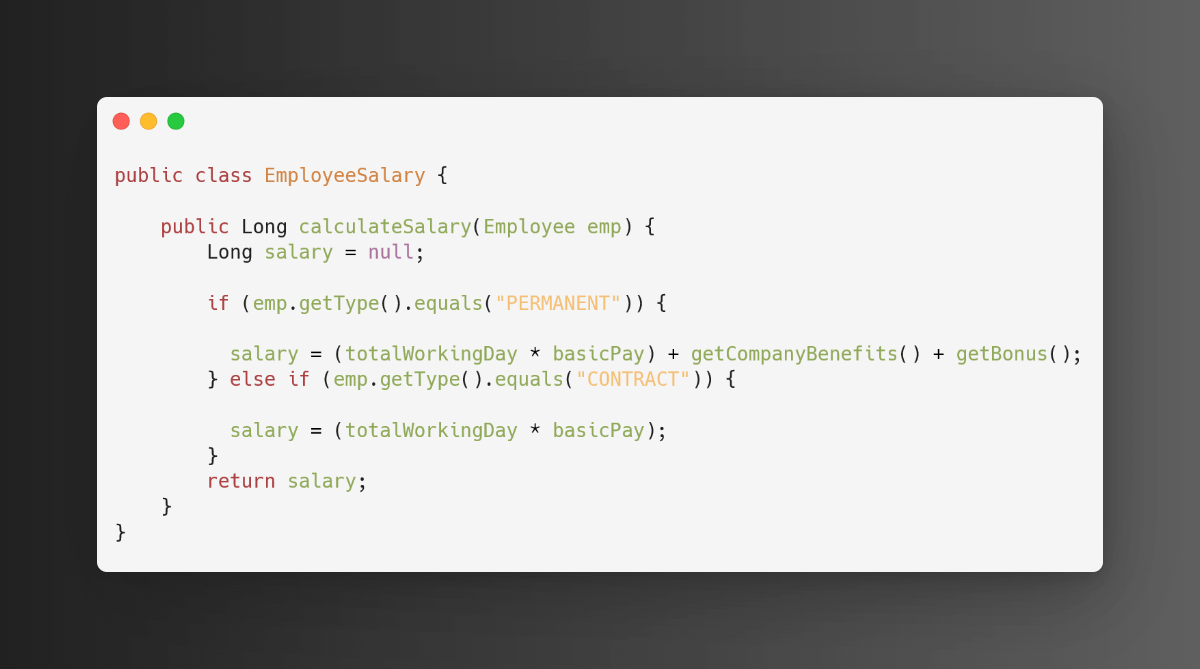 public class EmployeeSalary {
    public Long calculateSalary(Employee emp) {
        Long salary = null;
        if (emp.getType().equals("PERMANENT")) {
          salary = (totalWorkingDay * basicPay) + getCompanyBenefits() + getBonus();
        } else if (emp.getType().equals("CONTRACT")) {
          salary = (totalWorkingDay * basicPay);
        }
        return salary;
    }
}